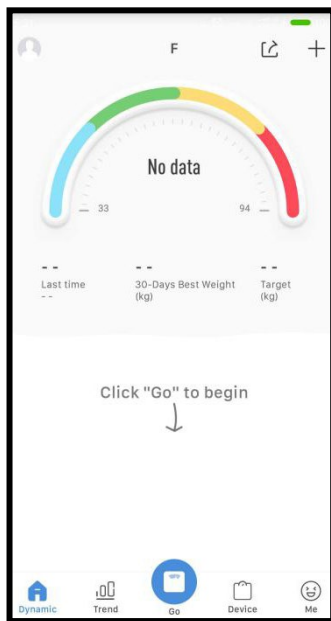 F
No data
33
94
-- -- --
Last time 30-Days Best Weight Target
-- (kg) (kg)
Click "Go" to begin
Dynamic Trend Go Device Me